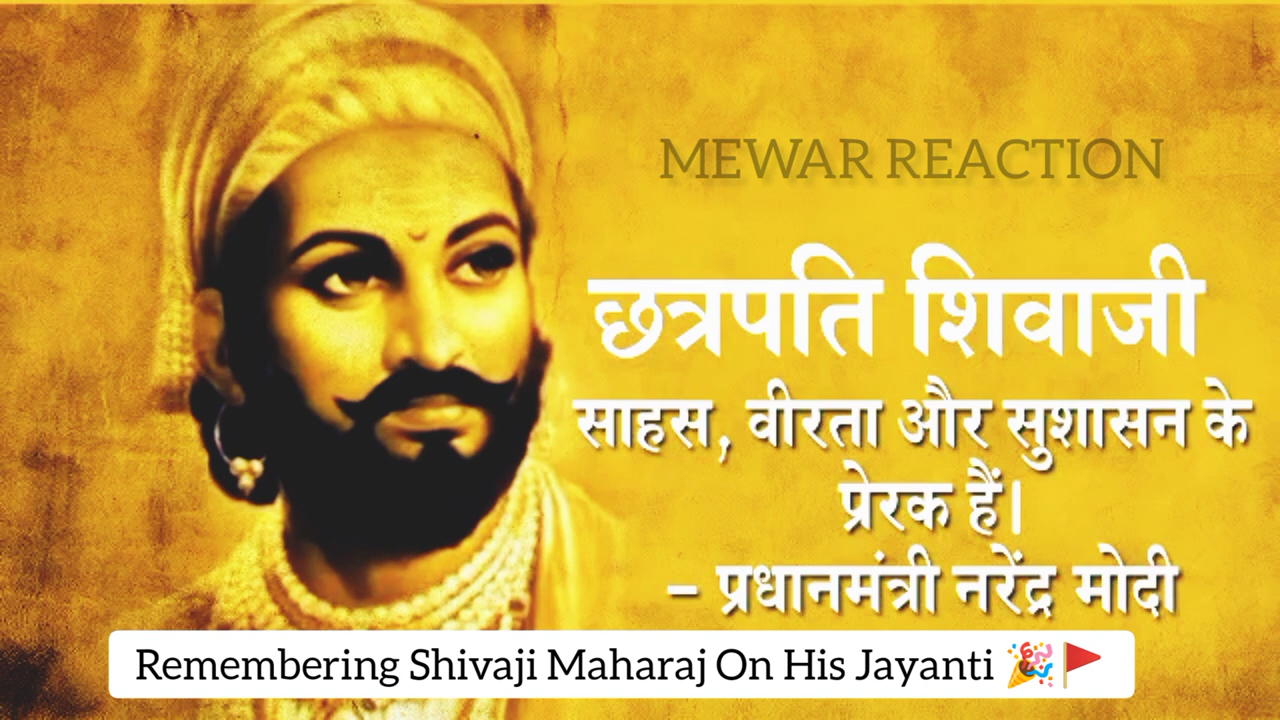 MEWAR REACTION
छत्रपति शिवाजी
साहस, वीरता और सुशासन के
प्रेरक हैं।
– प्रधानमंत्री नरेंद्र मोदी
Remembering Shivaji Maharaj On His Jayanti 🎉🚩